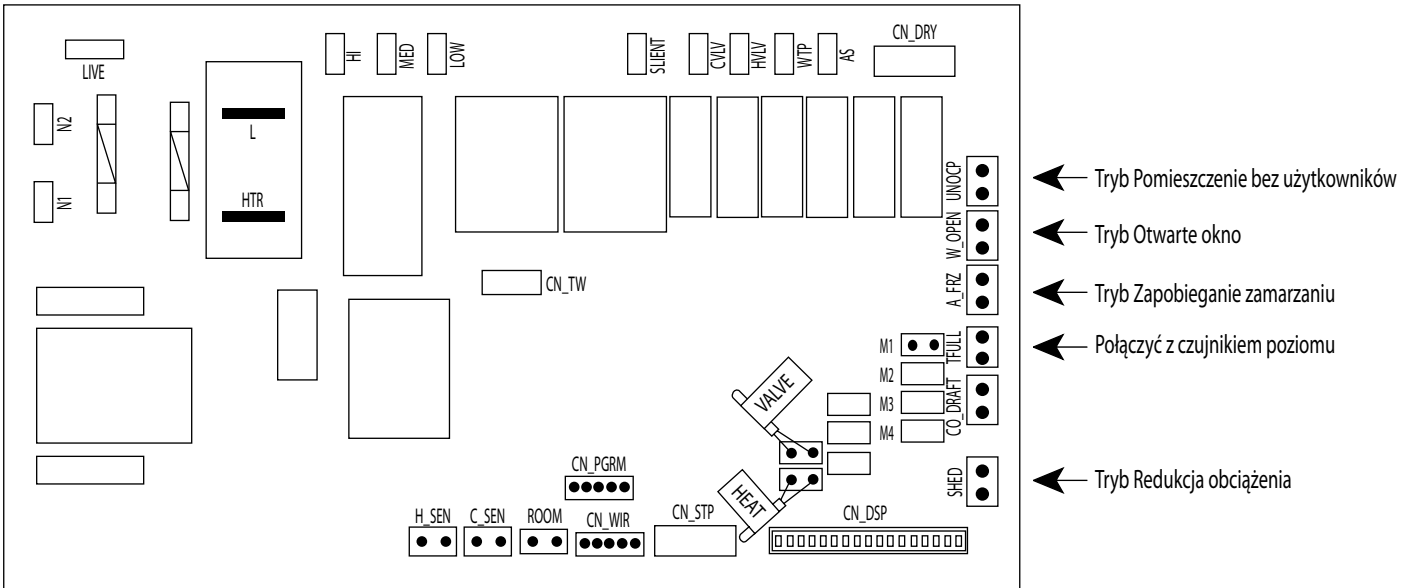 LIVE
HI
MED
LOW
SLIENT
CVLV
HVLV
WTP
AS
CN_DRY
N2
N1
L
HTR
UNOCP
Tryb Pomieszczenie bez użytkowników
W_OPEN
Tryb Otwarte okno
A_FRZ
Tryb Zapobieganie zamarzaniu
TFULL
Połączyć z czujnikiem poziomu
CN_TW
M1
M2
M3
M4
CO_DRAFT
VALVE
HEAT
SHED
Tryb Redukcja obciążenia
CN_PGRM
H_SEN
C_SEN
ROOM
CN_WIR
CN_STP
CN_DSP